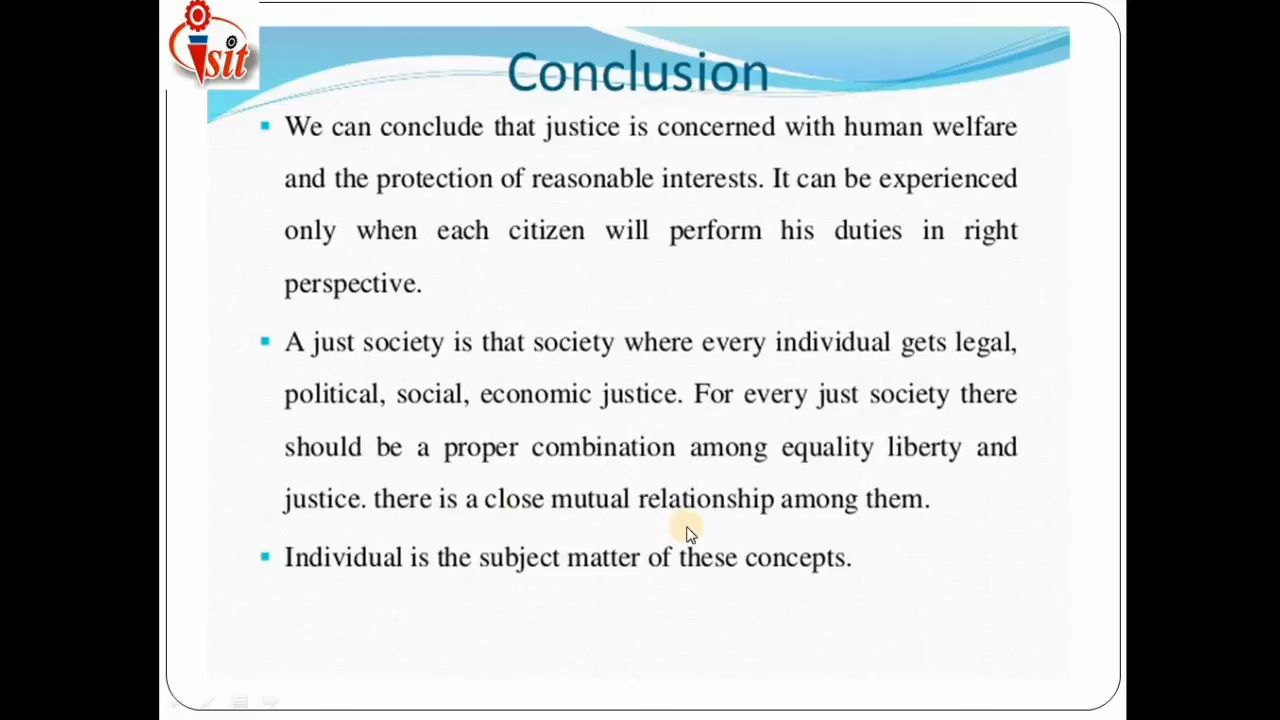 isit
Conclusion
We can conclude that justice is concerned with human welfare
and the protection of reasonable interests. It can be experienced
only when each citizen will perform his duties in right
perspective.
A just society is that society where every individual gets legal,
political, social, economic justice. For every just society there
should be a proper combination among equality liberty and
justice. there is a close mutual relationship among them.
Individual is the subject matter of these concepts.